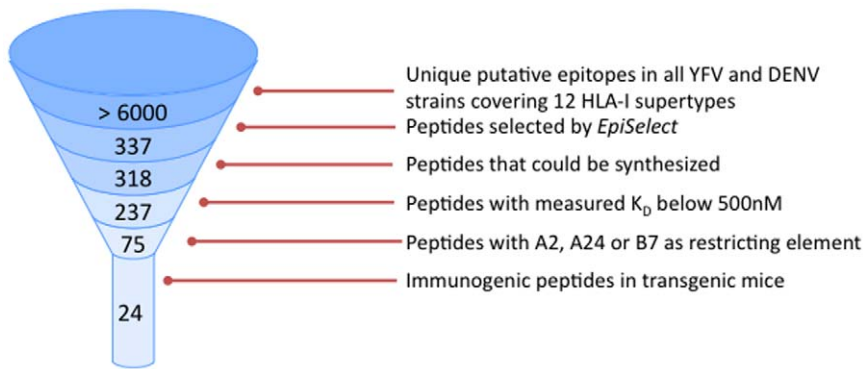 Unique putative epitopes in all YFV and DENV
strains covering 12 HLA-I supertypes
> 6000
Peptides selected by EpiSelect
337
Peptides that could be synthesized
318
Peptides with measured KD below 500nM
237
Peptides with A2, A24 or B7 as restricting element
75
Immunogenic peptides in transgenic mice
24